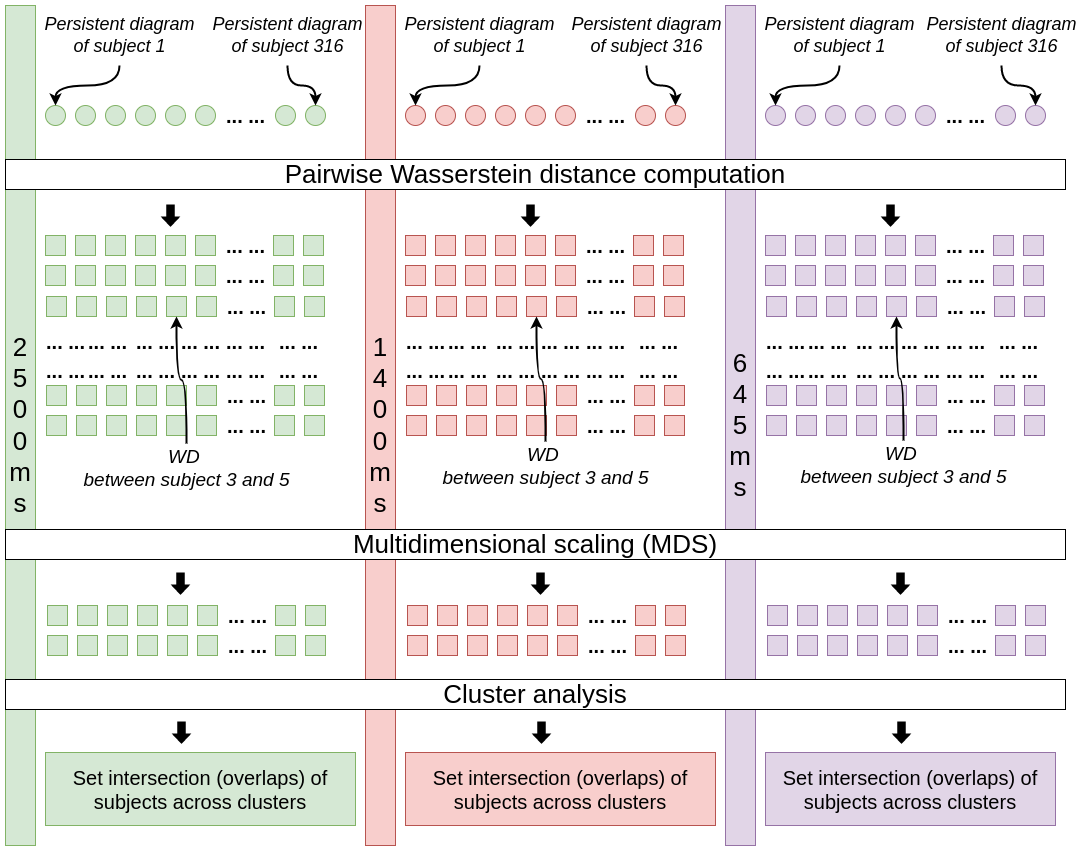 Persistent diagram
of subject 1
Persistent diagram
of subject 316
Persistent diagram
of subject 1
Persistent diagram
of subject 316
Persistent diagram
of subject 1
Persistent diagram
of subject 316
... ...
... ...
... ...
Pairwise Wasserstein distance computation
... ...
... ...
... ...
... ...
... ...
... ...
... ...
... ...
... ...
... ... ... ... ... ... ... ... ... ... ...
... ... ... ... ... ... ... ... ... ... ...
... ... ... ... ... ... ... ... ... ... ...
... ... ... ... ... ... ... ... ... ... ...
... ... ... ... ... ... ... ... ... ... ...
... ... ... ... ... ... ... ... ... ... ...
... ...
... ...
... ...
... ...
... ...
... ...
2500ms
1400ms
645ms
WD
between subject 3 and 5
WD
between subject 3 and 5
WD
between subject 3 and 5
Multidimensional scaling (MDS)
... ...
... ...
... ...
... ...
... ...
... ...
Cluster analysis
Set intersection (overlaps) of
subjects across clusters
Set intersection (overlaps) of
subjects across clusters
Set intersection (overlaps) of
subjects across clusters